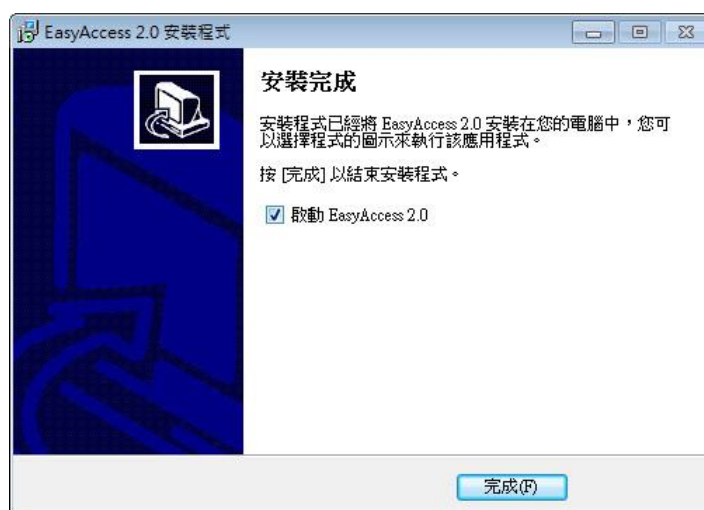 EasyAccess 2.0 安裝程式
安裝完成
安裝程式已經將 EasyAccess 2.0 安裝在您的電腦中，您可
以選擇程式的圖示來執行該應用程式。
按 [完成] 以結束安裝程式。
啟動 EasyAccess 2.0
完成(F)